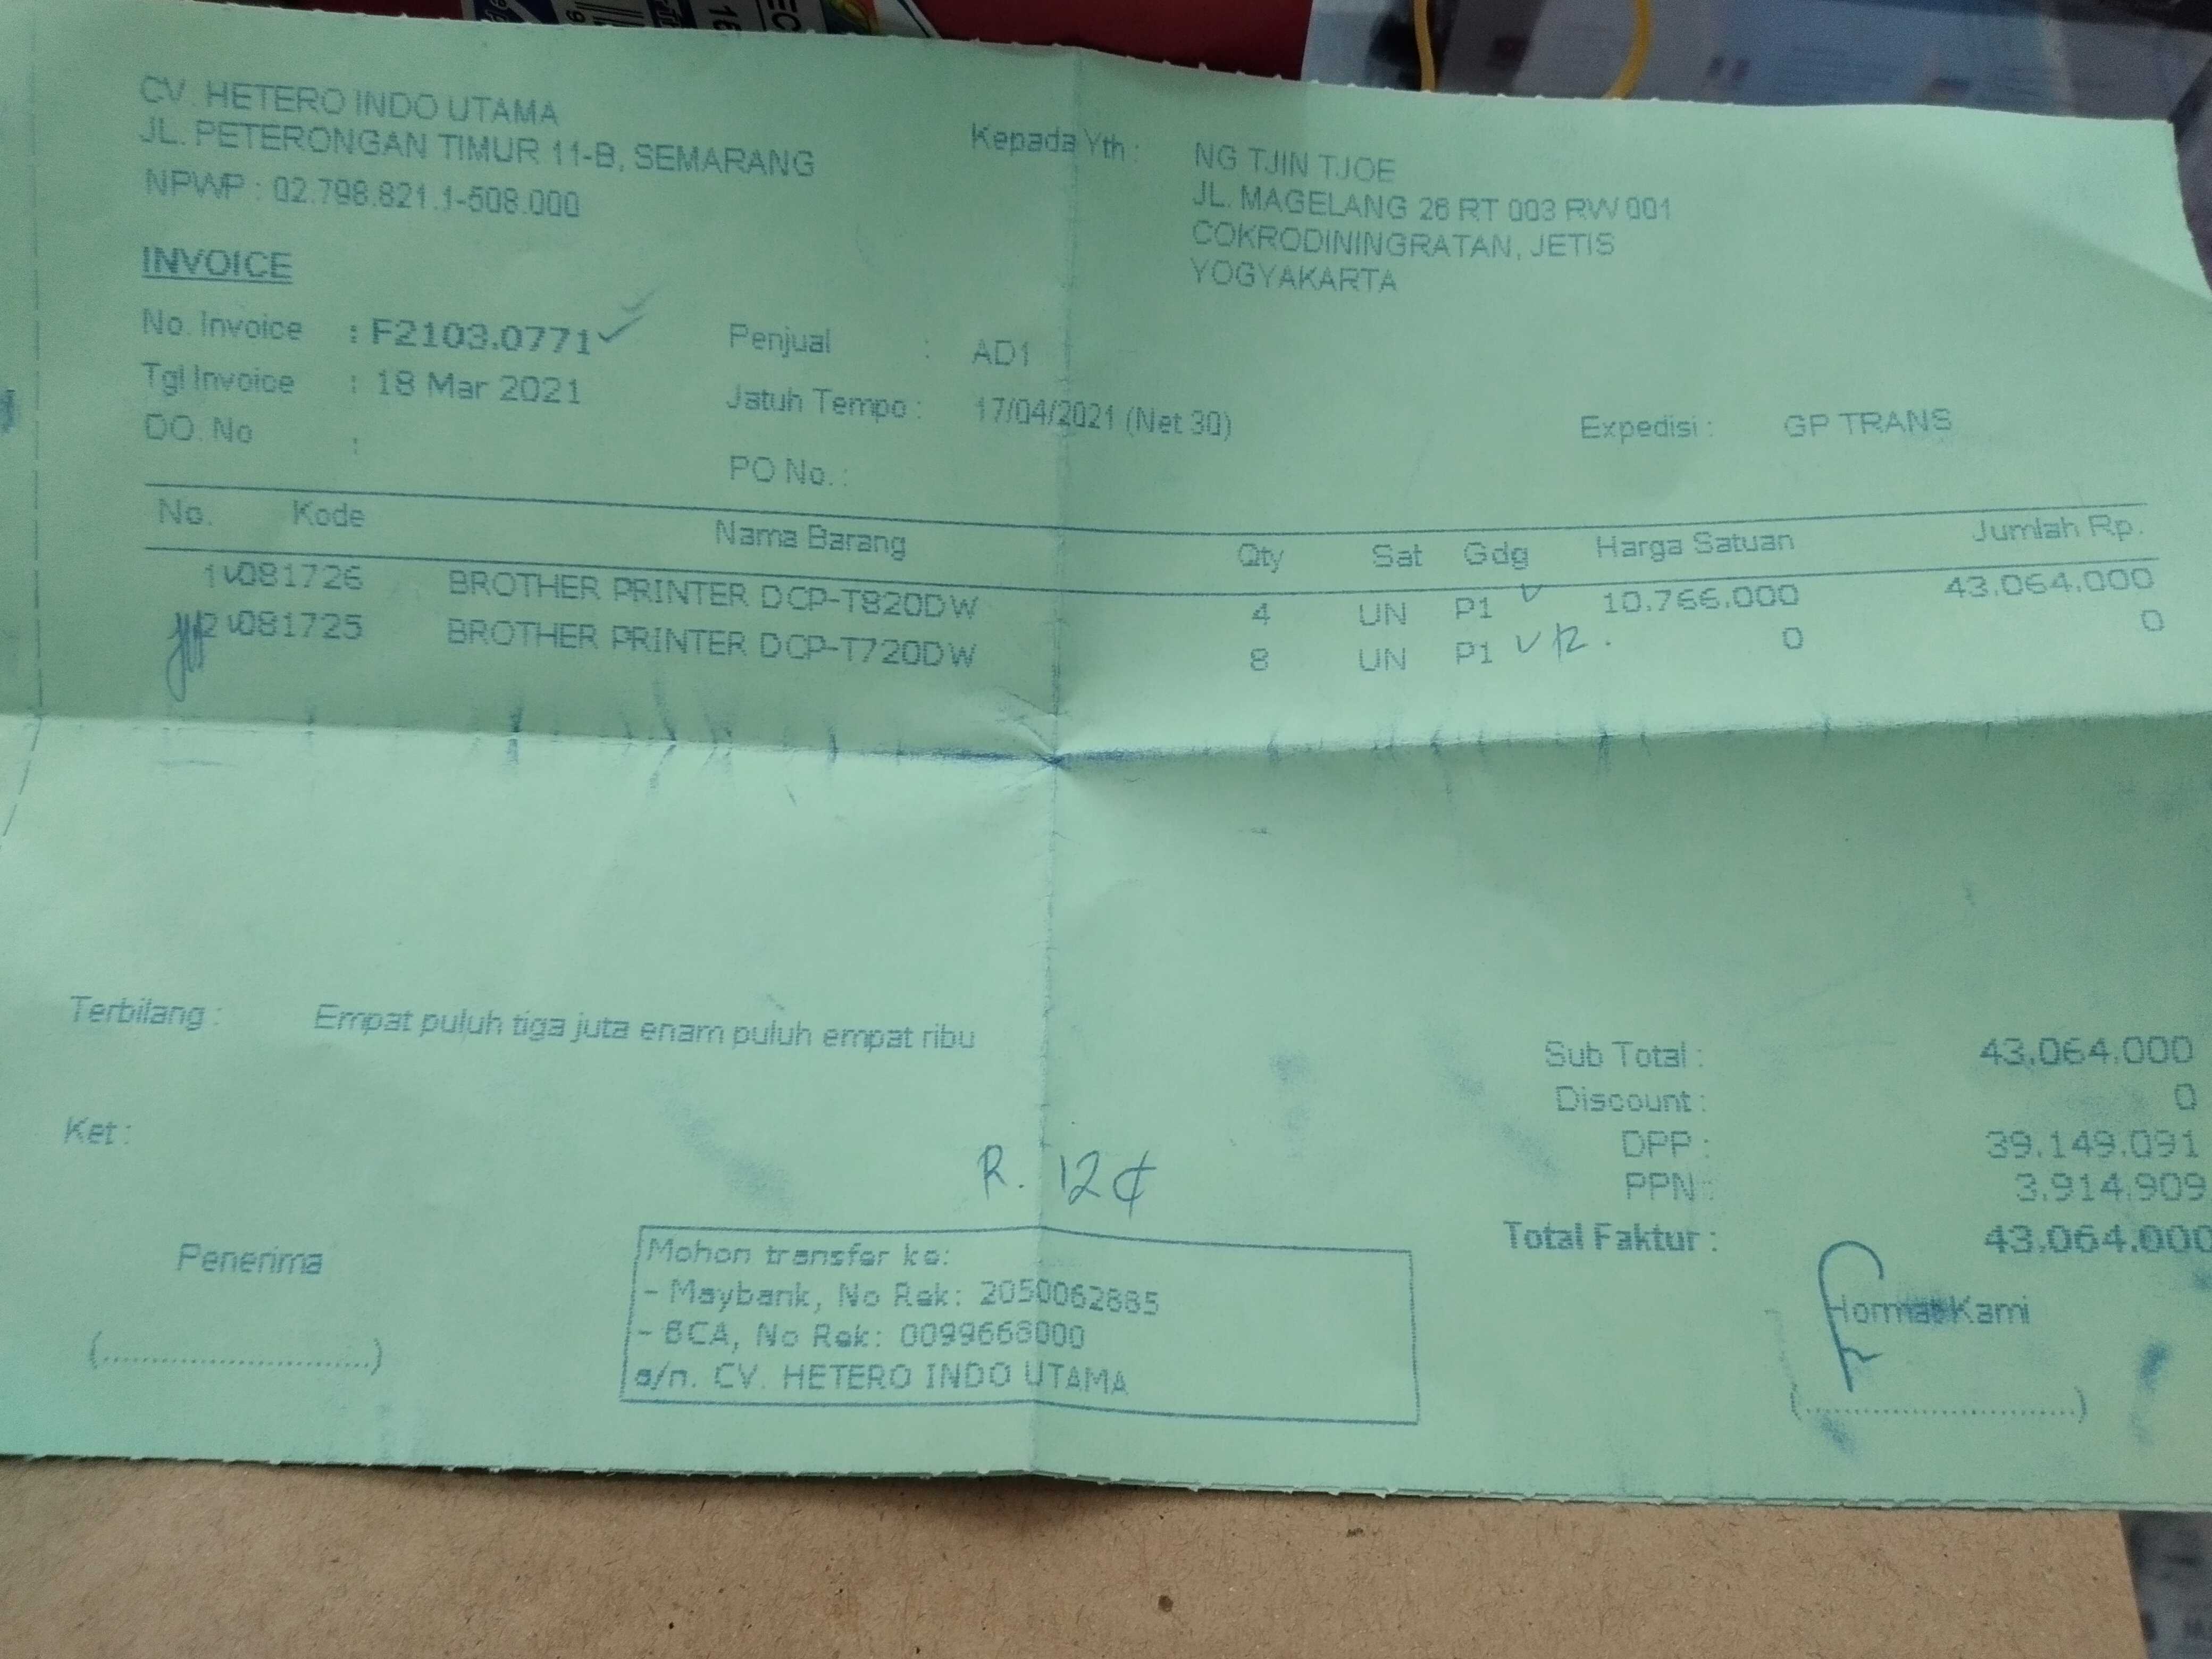 CV. HETERO INDO UTAMA
JL. PETERONGAN TIMUR 11-B, SEMARANG
NPWP : 02.798.821.1-508.000
Kepada Yth :
NG TJIN TJOE
JL. MAGELANG 26 RT 003 RW 001
COKRODININGRATAN, JETIS
YOGYAKARTA
INVOICE
No. Invoice : F2103.0771
Tgl Invoice : 18 Mar 2021
DO. No :
Penjual : AD1
Jatuh Tempo : 17/04/2021 (Net 30)
PO No. :
Expedisi : GP TRANS
No. Kode Nama Barang Qty Sat Gdg Harga Satuan Jumlah Rp.
1 081726 BROTHER PRINTER DCP-T820DW 4 UN P1 10.766.000 43.064.000
2 081725 BROTHER PRINTER DCP-T720DW 8 UN P1 0 0
Terbilang : Empat puluh tiga juta enam puluh empat ribu
Ket :
Sub Total : 43.064.000
Discount : 0
DPP : 39.149.091
PPN : 3.914.909
Total Faktur : 43.064.000
R. 12
Penerima
(..............................)
Mohon transfer ke:
- Maybank, No Rek: 2050062885
- BCA, No Rek: 0099668000
a/n. CV. HETERO INDO UTAMA
Hormat Kami
(..............................)